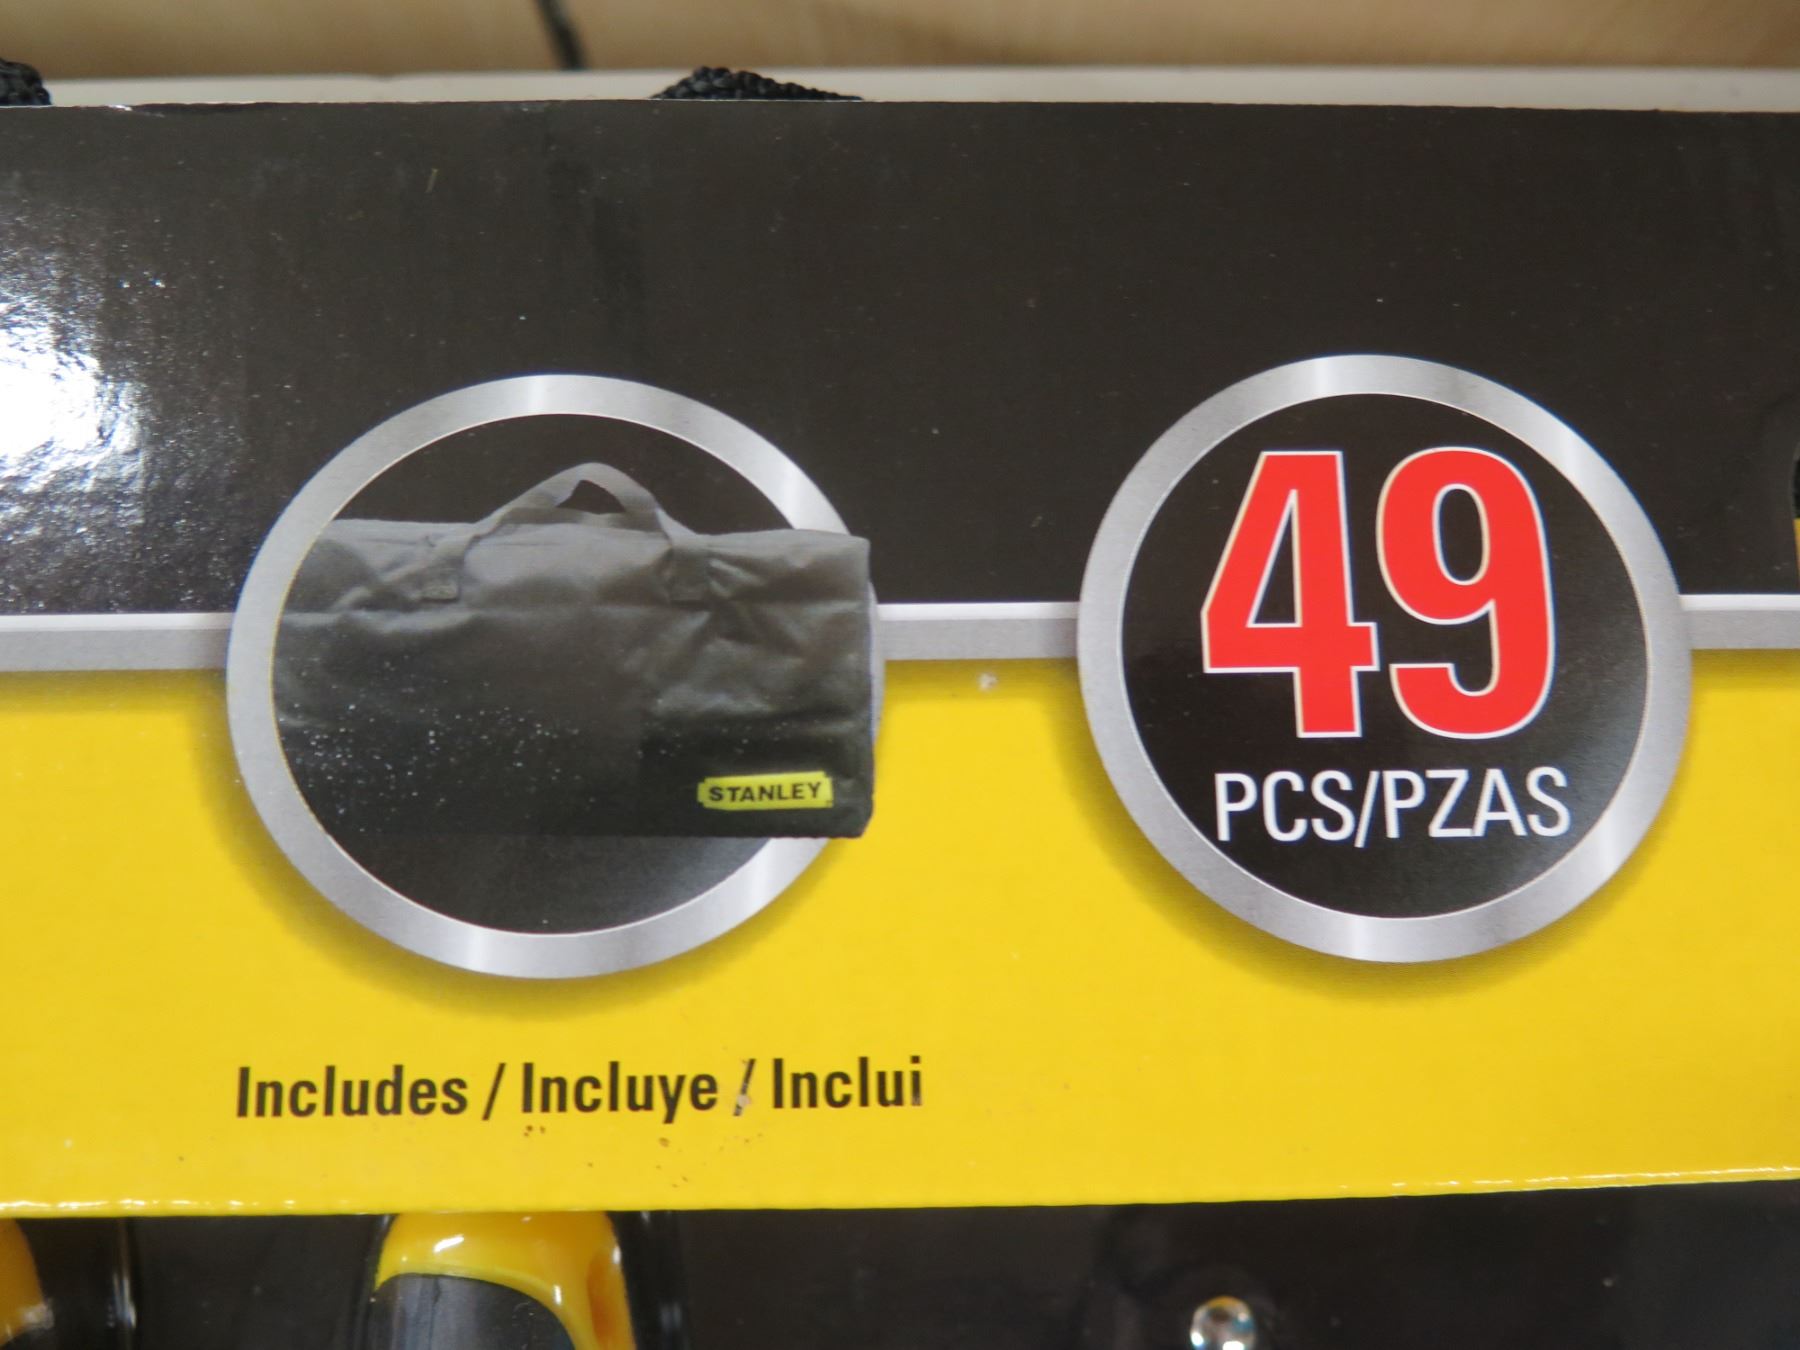 STANLEY
49
PCS/PZAS
Includes / Incluye / Inclui